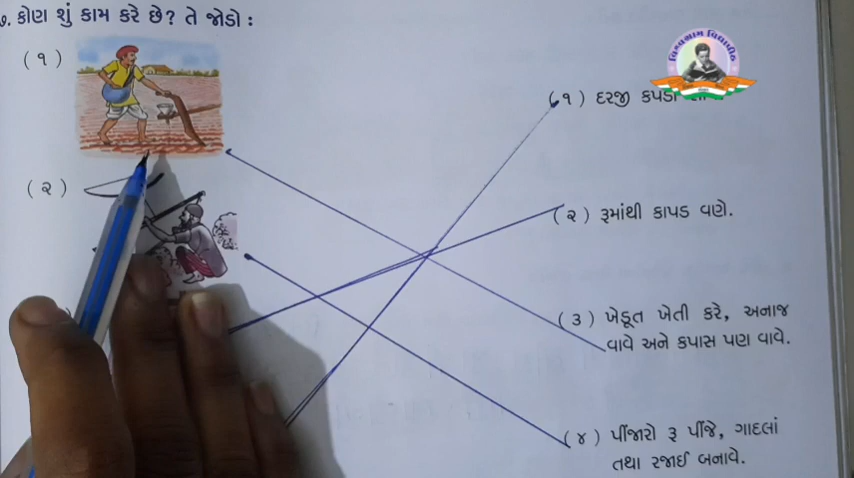 ૭. કોણ શું કામ કરે છે? તે જોડો :
(૧)
(૨)
(૧) દરજી કપડાં
(૨) રૂમાંથી કાપડ વણે.
(૩) ખેડૂત ખેતી કરે, અનાજ
વાવે અને કપાસ પણ વાવે.
(૪) પીંજારો રૂ પીંજે, ગાદલાં
તથા રજાઈ બનાવે.
વિશ્વગ્રામ વિદ્યાપીઠ